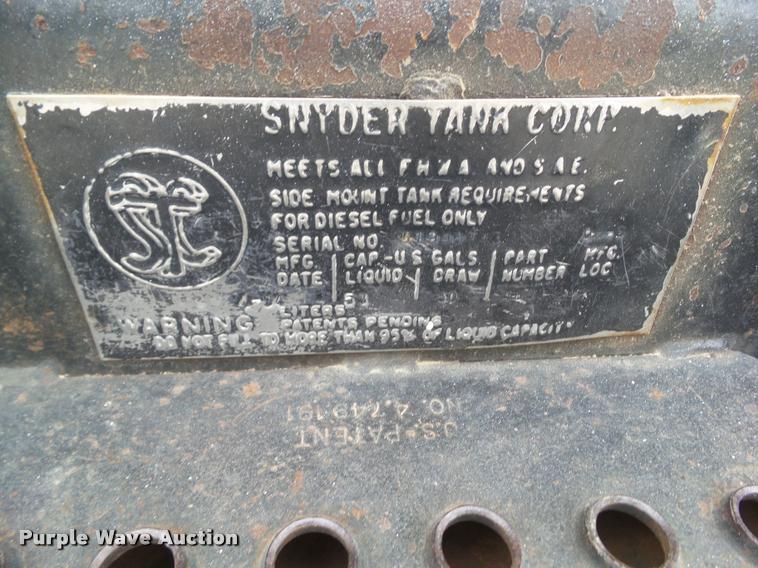 SNYDER TANK CORP.
STC
MEETS ALL F H W A AND S A E.
SIDE MOUNT TANK REQUIREMENTS
FOR DIESEL FUEL ONLY
SERIAL NO
MFG. CAP.-U S GALS. PART MFG.
DATE LIQUID DRAW NUMBER LOC
LITERS
WARNING PATENTS PENDING
DO NOT FILL TO MORE THAN 95% OF LIQUID CAPACITY
U.S. PATENT
NO. 4,749,191
Purple Wave Auction